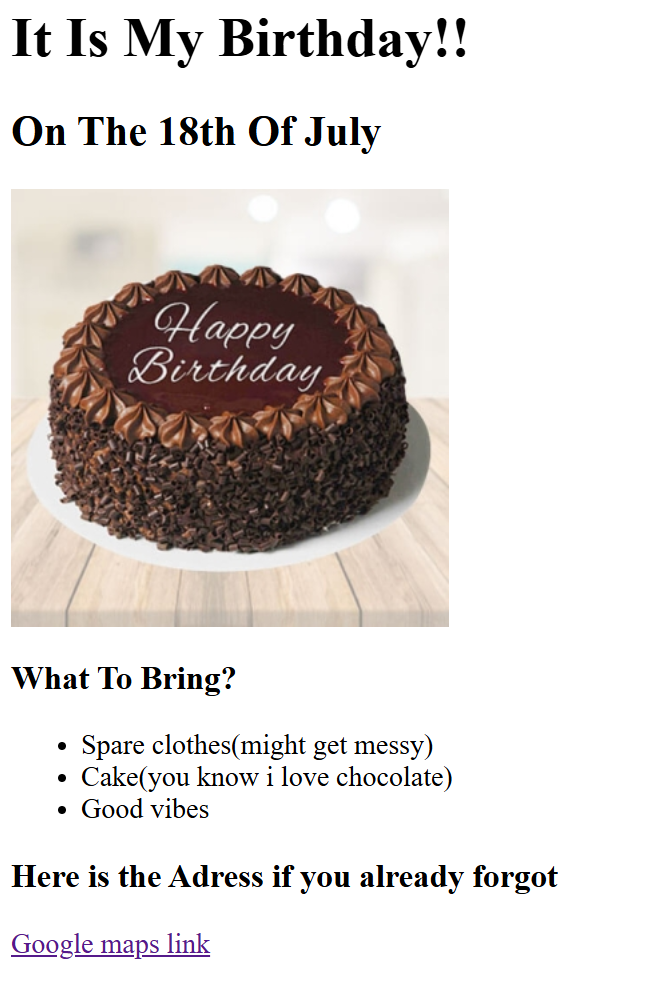 It Is My Birthday!!
On The 18th Of July
Happy
Birthday
What To Bring?
Spare clothes(might get messy)
Cake(you know i love chocolate)
Good vibes
Here is the Adress if you already forgot
Google maps link